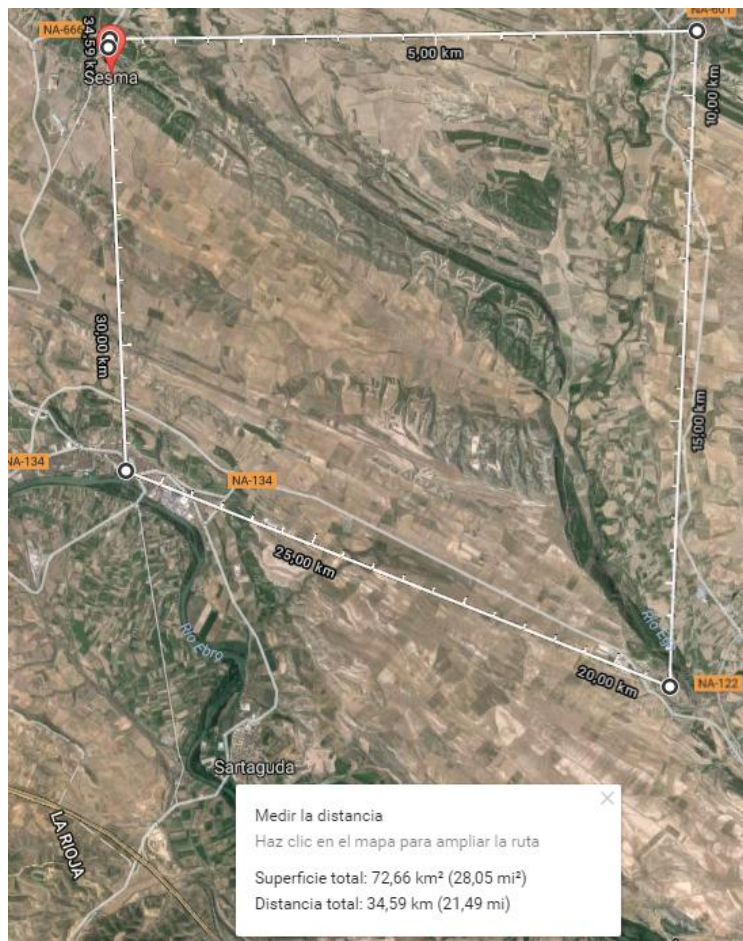 NA-601
NA-666
34,59 k
Sesma
5,00 km
10,00 km
30,00 km
15,00 km
NA-134
NA-134
25,00 km
Río Ebro
Río Ega
20,00 km
NA-122
Sartaguda
LA RIOJA
Medir la distancia
Haz clic en el mapa para ampliar la ruta
Superficie total: 72,66 km² (28,05 mi²)
Distancia total: 34,59 km (21,49 mi)